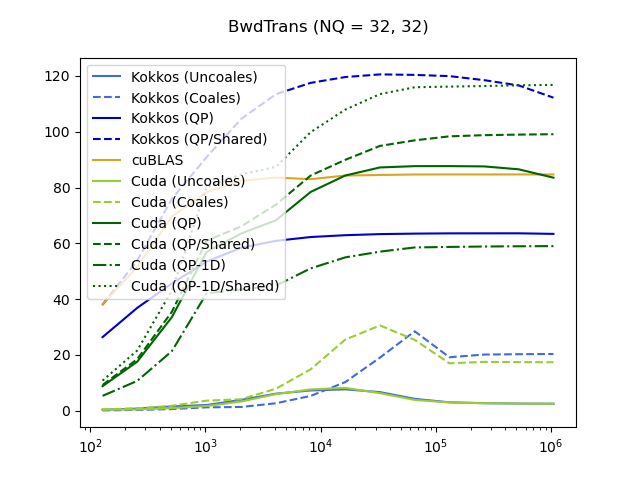 BwdTrans (NQ = 32, 32)
120
100
80
60
40
20
0
Kokkos (Uncoales)
Kokkos (Coales)
Kokkos (QP)
Kokkos (QP/Shared)
cuBLAS
Cuda (Uncoales)
Cuda (Coales)
Cuda (QP)
Cuda (QP/Shared)
Cuda (QP-1D)
Cuda (QP-1D/Shared)
10² 10³ 10⁴ 10⁵ 10⁶